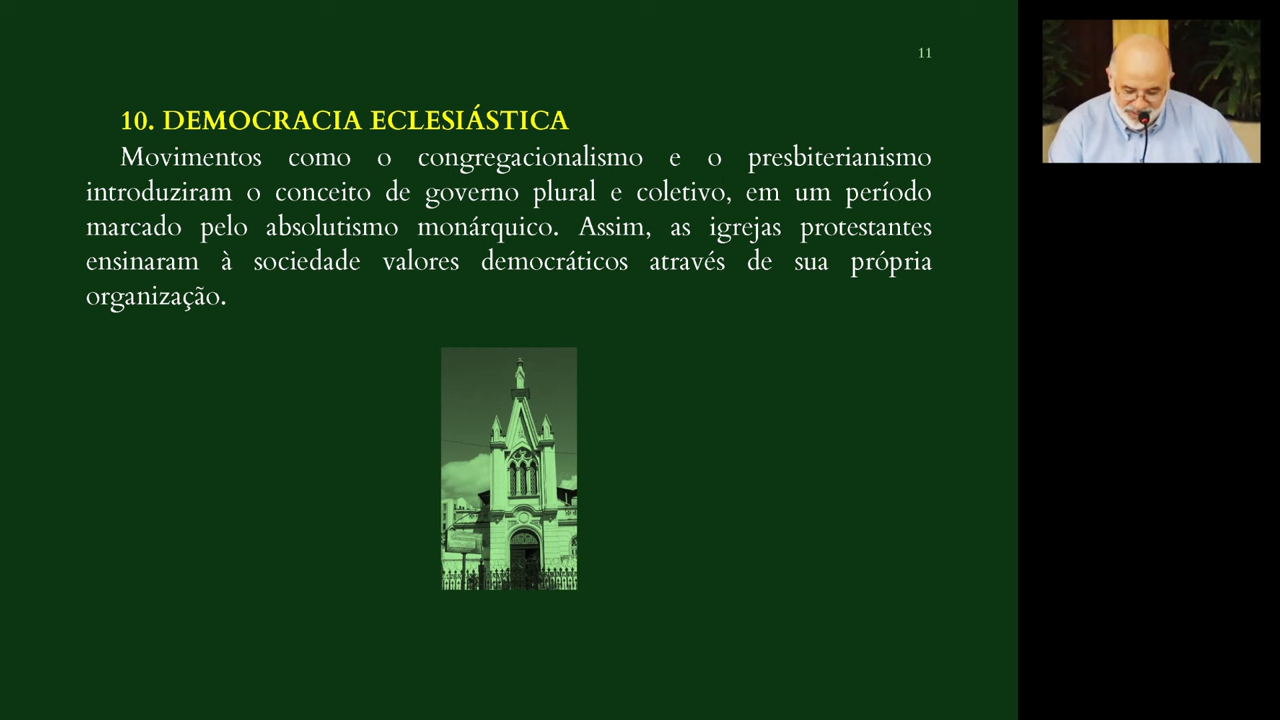 11
10. DEMOCRACIA ECLESIÁSTICA
Movimentos como o congregacionalismo e o presbiterianismo
introduziram o conceito de governo plural e coletivo, em um período
marcado pelo absolutismo monárquico. Assim, as igrejas protestantes
ensinaram à sociedade valores democráticos através de sua própria
organização.